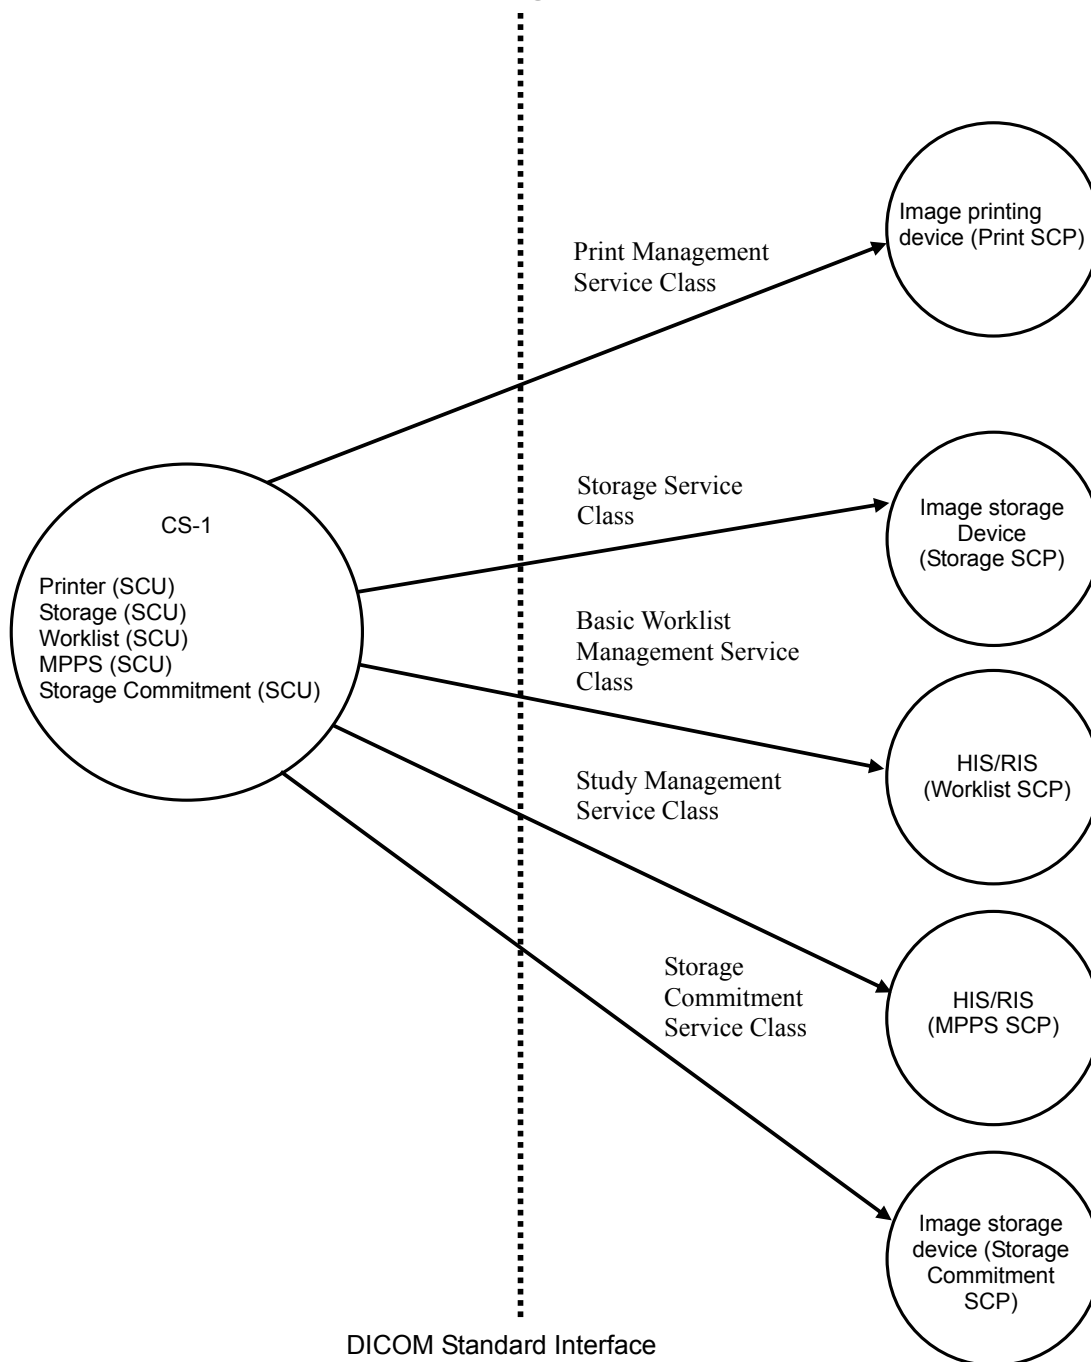 Image printing
device (Print SCP)
Print Management
Service Class
Storage Service
Class
Image storage
Device
(Storage SCP)
CS-1
Printer (SCU)
Storage (SCU)
Worklist (SCU)
MPPS (SCU)
Storage Commitment (SCU)
Basic Worklist
Management Service
Class
HIS/RIS
(Worklist SCP)
Study Management
Service Class
Storage
Commitment
Service Class
HIS/RIS
(MPPS SCP)
Image storage
device (Storage
Commitment
SCP)
DICOM Standard Interface